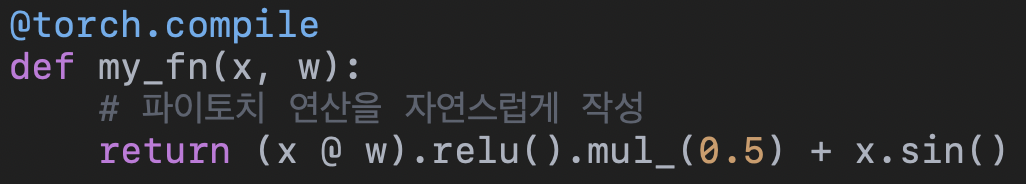 @torch.compile
def my_fn(x, w):
    # 파이토치 연산을 자연스럽게 작성
    return (x @ w).relu().mul_(0.5) + x.sin()